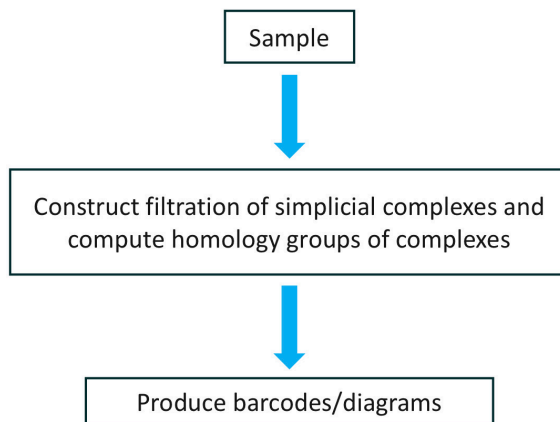 Sample
Construct filtration of simplicial complexes and
compute homology groups of complexes
Produce barcodes/diagrams